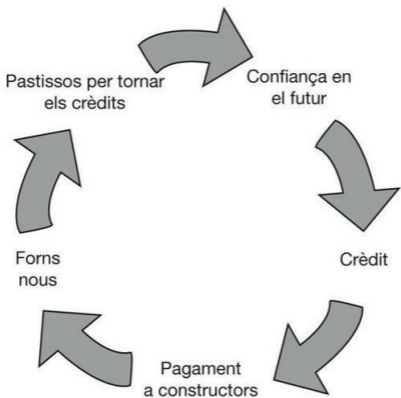 Pastissos per tornar
els crèdits
Confiança en
el futur
Crèdit
Pagament
a constructors
Forns
nous